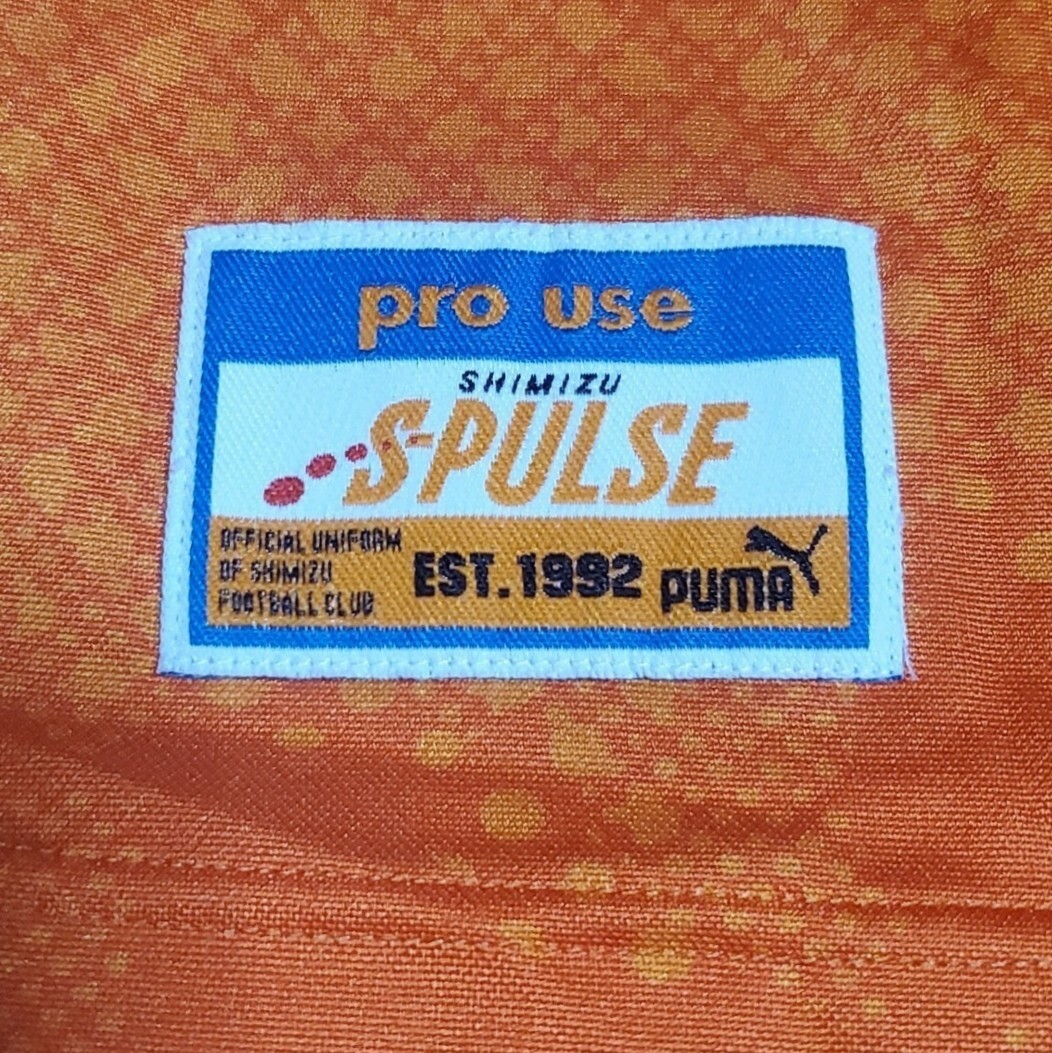 pro use
SHIMIZU
S-PULSE
OFFICIAL UNIFORM
OF SHIMIZU
FOOTBALL CLUB
EST. 1992
PUMA